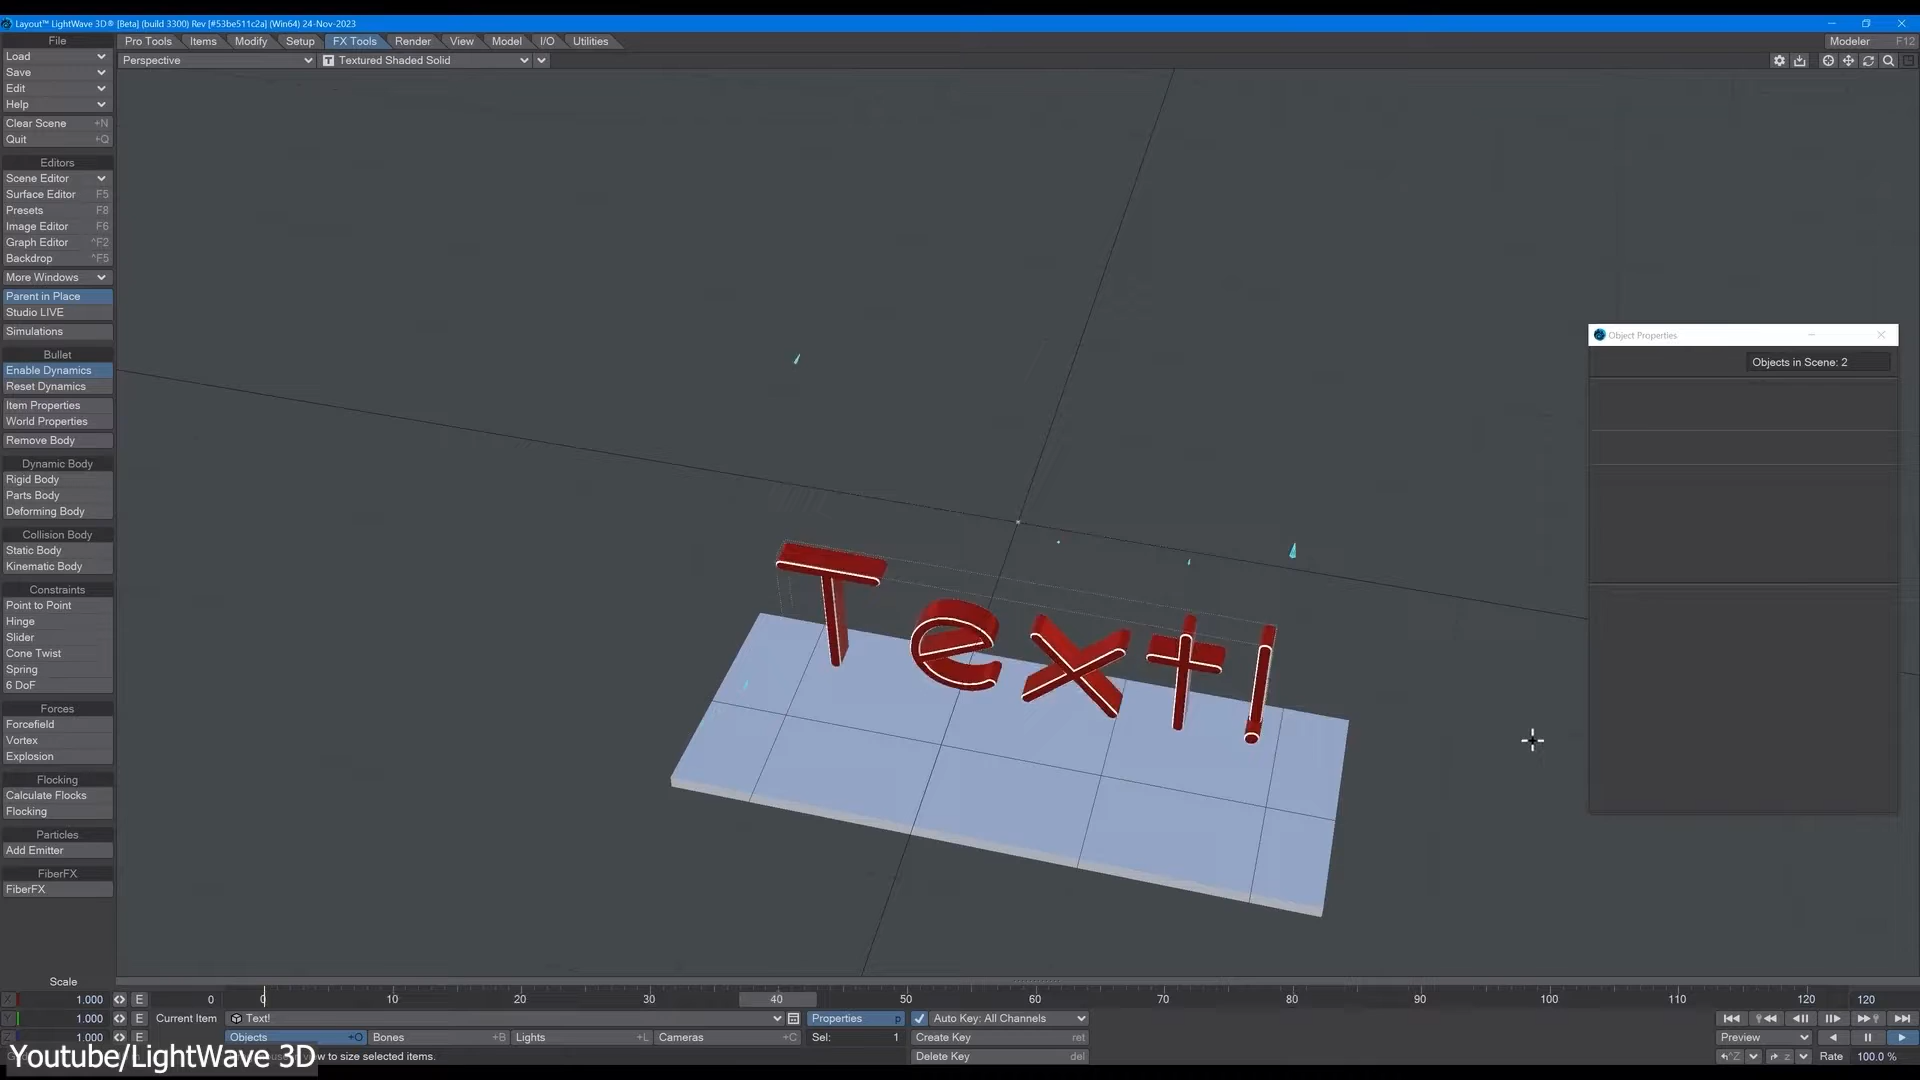 Layout™ LightWave 3D® [Beta] (build 3300) Rev [#53be511c2a] (Win64) 24-Nov-2023
File
Pro Tools Items Modify Setup FX Tools Render View Model I/O Utilities
Modeler F12
Load
Perspective
Textured Shaded Solid
Save
Edit
Help
Clear Scene +N
Quit +Q
Editors
Scene Editor
Surface Editor F5
Presets F8
Image Editor F6
Graph Editor ^F2
Backdrop ^F5
More Windows
Parent in Place
Studio LIVE
Simulations
Bullet
Enable Dynamics
Reset Dynamics
Item Properties
World Properties
Remove Body
Dynamic Body
Rigid Body
Parts Body
Deforming Body
Collision Body
Static Body
Kinematic Body
Constraints
Point to Point
Hinge
Slider
Cone Twist
Spring
6 DoF
Forces
Forcefield
Vortex
Explosion
Flocking
Calculate Flocks
Flocking
Particles
Add Emitter
FiberFX
FiberFX
Object Properties
Objects in Scene: 2
Text!
Scale
X 1.000 E 0
0 10 20 30 40 50 60 70 80 90 100 110 120 120
Y 1.000 E Current Item Text! Properties p Auto Key: All Channels
1.000 E Objects +O Bones +B Lights +L Cameras +C Sel: 1 Create Key ret
Preview
view to size selected items.
Delete Key del
^Z z Rate 100.0 %
Youtube/LightWave 3D